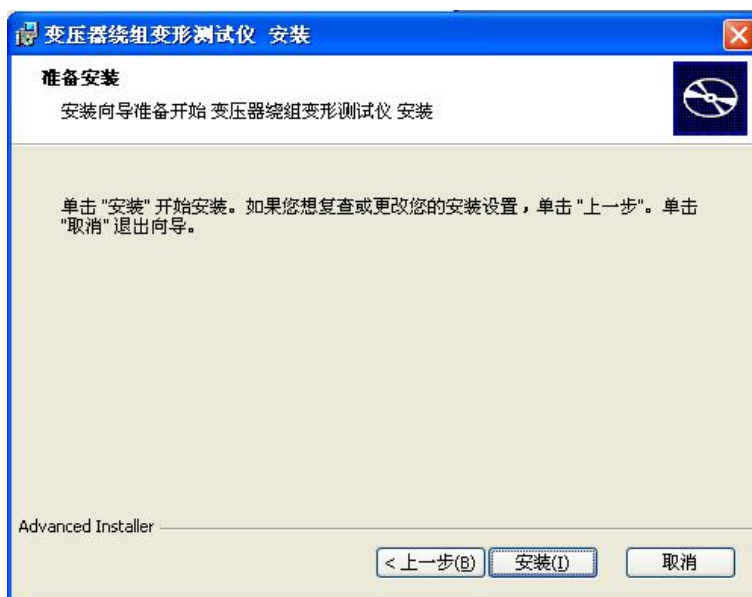 变压器绕组变形测试仪 安装
准备安装
安装向导准备开始 变压器绕组变形测试仪 安装
单击 "安装" 开始安装。如果您想复查或更改您的安装设置，单击 "上一步"。单击
"取消" 退出向导。
Advanced Installer
< 上一步(B) 安装(I) 取消